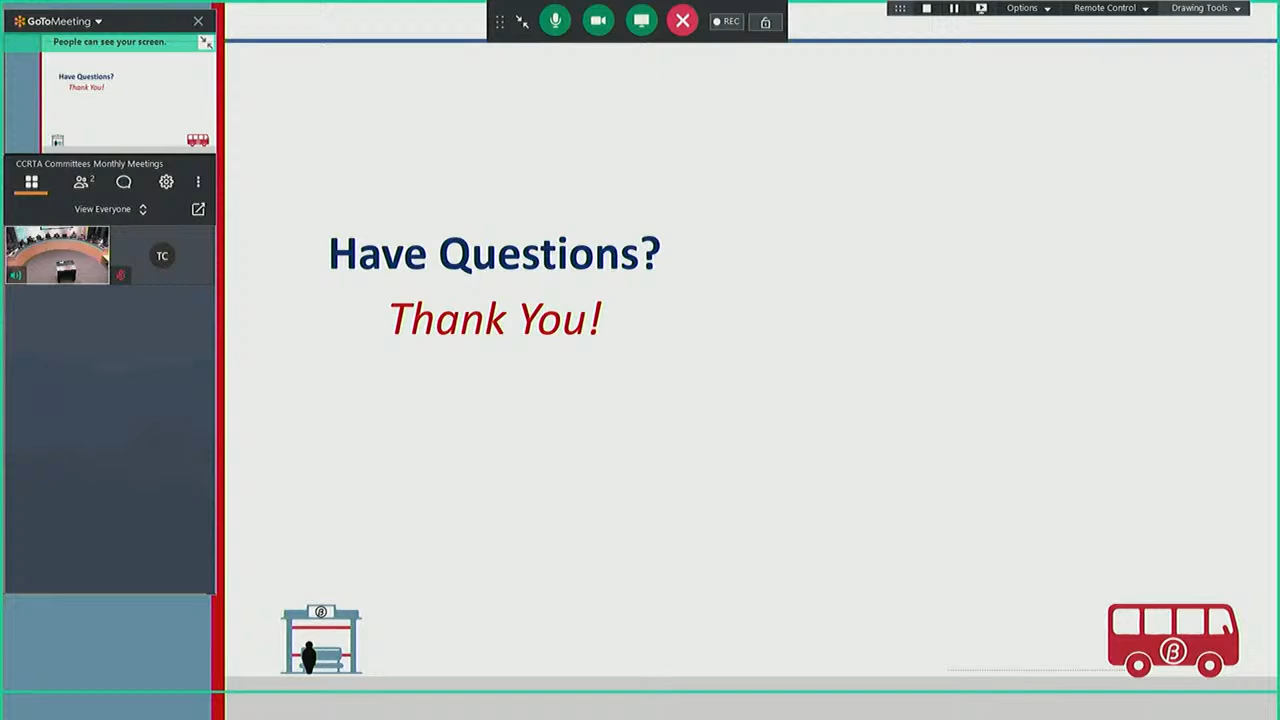 GoToMeeting
People can see your screen.
Have Questions?
Thank You!
CCRTA Committees Monthly Meetings
2
View Everyone
TC
REC
Options
Remote Control
Drawing Tools
Have Questions?
Thank You!
β
β